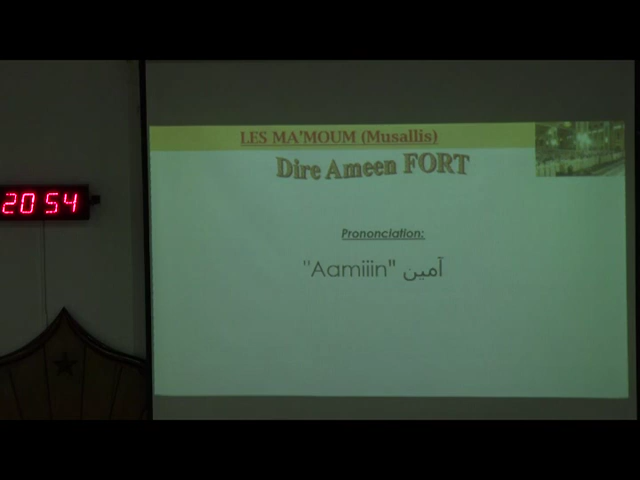 LES MA'MOUM (Musallis)
Dire Ameen FORT
20 54
Prononciation:
"Aamiiin" آمين